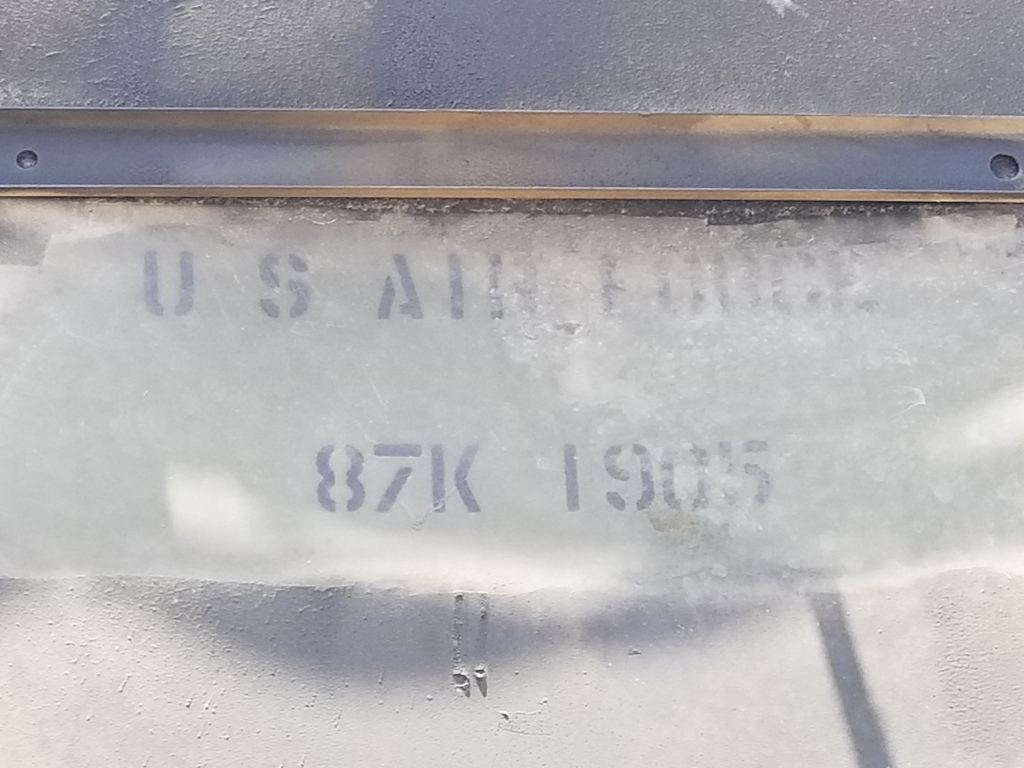 U S AIR FORCE
87K 1905